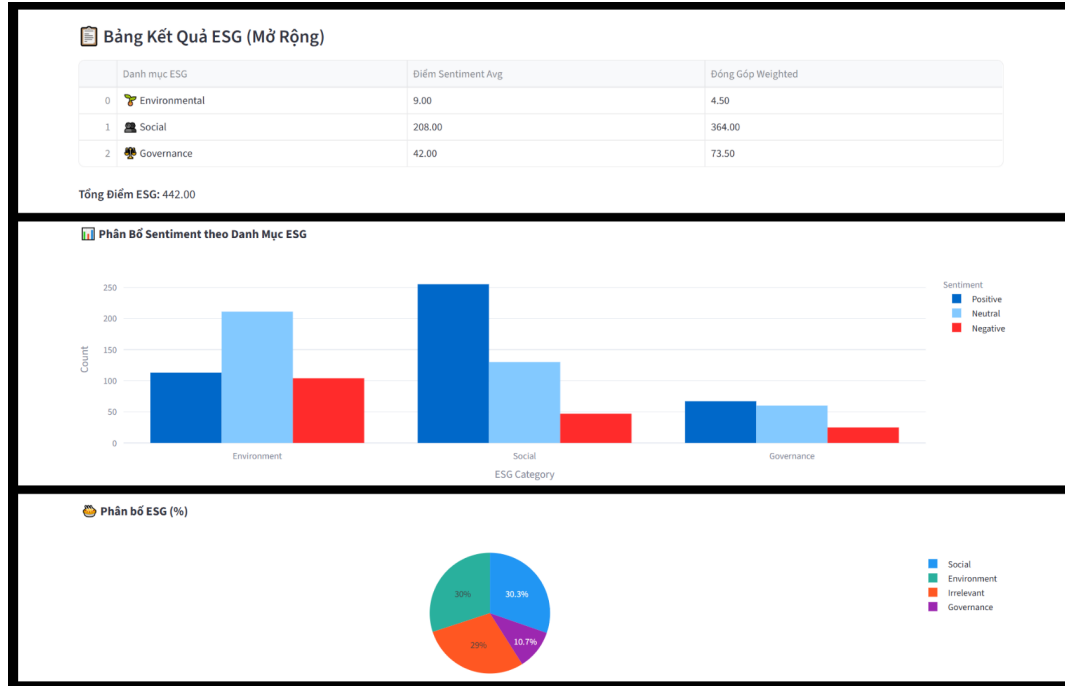 Bảng Kết Quả ESG (Mở Rộng)
Danh mục ESG Điểm Sentiment Avg Đóng Góp Weighted
0 Environmental 9.00 4.50
1 Social 208.00 364.00
2 Governance 42.00 73.50
Tổng Điểm ESG: 442.00
Phân Bổ Sentiment theo Danh Mục ESG
Sentiment
Positive
Neutral
Negative
Count
250
200
150
100
50
0
Environment Social Governance
ESG Category
Phân bố ESG (%)
30% 30.3%
29% 10.7%
Social
Environment
Irrelevant
Governance